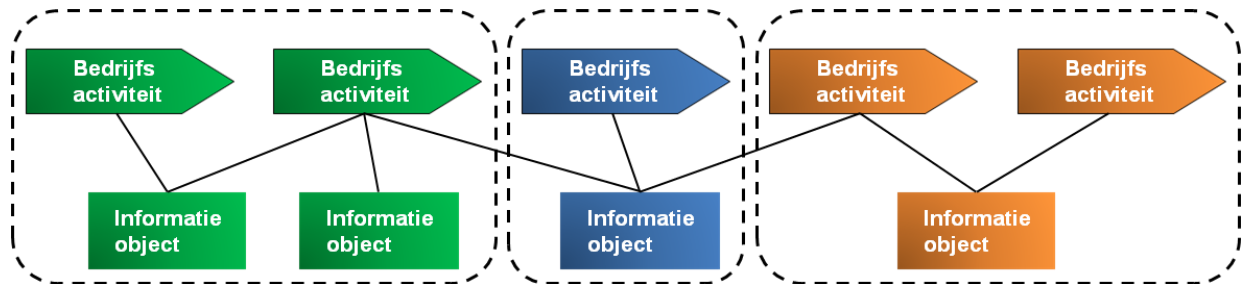 Bedrijfs
activiteit
Bedrijfs
activiteit
Bedrijfs
activiteit
Bedrijfs
activiteit
Bedrijfs
activiteit
Informatie
object
Informatie
object
Informatie
object
Informatie
object